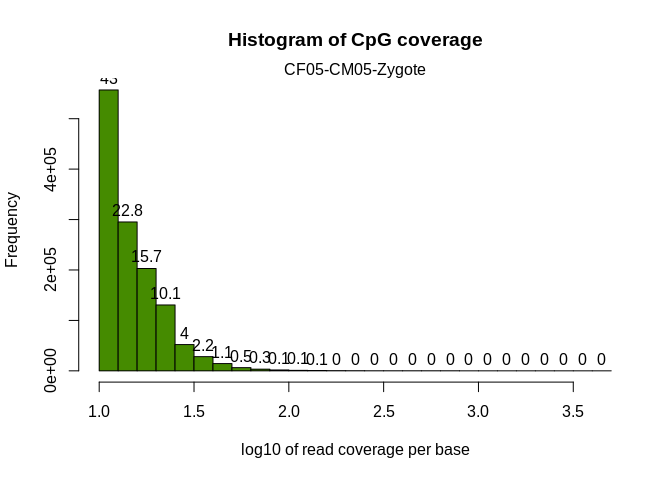 Histogram of CpG coverage
CF05-CM05-Zygote
43
22.8
15.7
10.1
4
2.2
1.1
0.5
0.3
0.1
0.1
0.1
0 0 0 0 0 0 0 0 0 0 0 0 0 0 0
Frequency
4e+05
2e+05
0e+00
1.0 1.5 2.0 2.5 3.0 3.5
log10 of read coverage per base